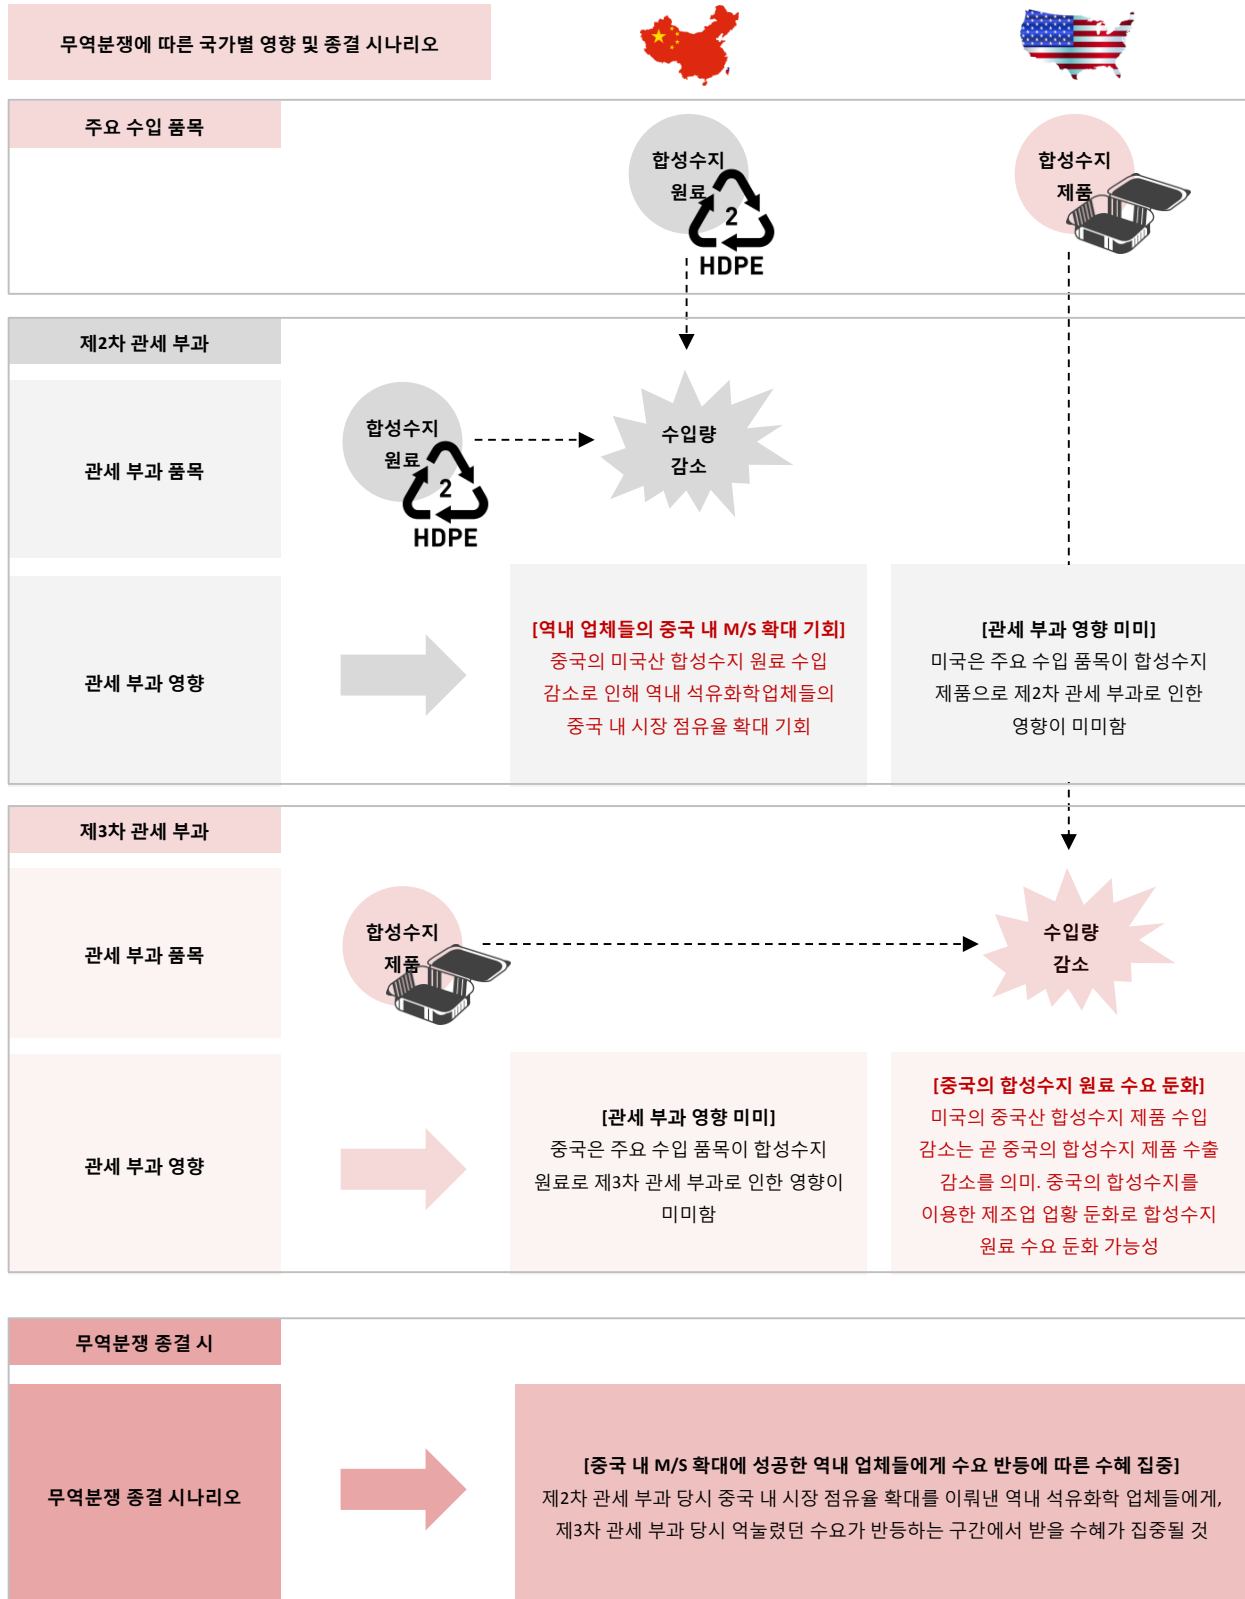 무역분쟁에 따른 국가별 영향 및 종결 시나리오
주요 수입 품목
합성수지
원료
2
HDPE
합성수지
제품
제2차 관세 부과
관세 부과 품목
합성수지
원료
2
HDPE
수입량
감소
관세 부과 영향
[역내 업체들의 중국 내 M/S 확대 기회]
중국의 미국산 합성수지 원료 수입
감소로 인해 역내 석유화학업체들의
중국 내 시장 점유율 확대 기회
[관세 부과 영향 미미]
미국은 주요 수입 품목이 합성수지
제품으로 제2차 관세 부과로 인한
영향이 미미함
제3차 관세 부과
관세 부과 품목
합성수지
제품
수입량
감소
관세 부과 영향
[관세 부과 영향 미미]
중국은 주요 수입 품목이 합성수지
원료로 제3차 관세 부과로 인한 영향이
미미함
[중국의 합성수지 원료 수요 둔화]
미국의 중국산 합성수지 제품 수입
감소는 곧 중국의 합성수지 제품 수출
감소를 의미. 중국의 합성수지를
이용한 제조업 업황 둔화로 합성수지
원료 수요 둔화 가능성
무역분쟁 종결 시
무역분쟁 종결 시나리오
[중국 내 M/S 확대에 성공한 역내 업체들에게 수요 반등에 따른 수혜 집중]
제2차 관세 부과 당시 중국 내 시장 점유율 확대를 이뤄낸 역내 석유화학 업체들에게,
제3차 관세 부과 당시 억눌렸던 수요가 반등하는 구간에서 받을 수혜가 집중될 것